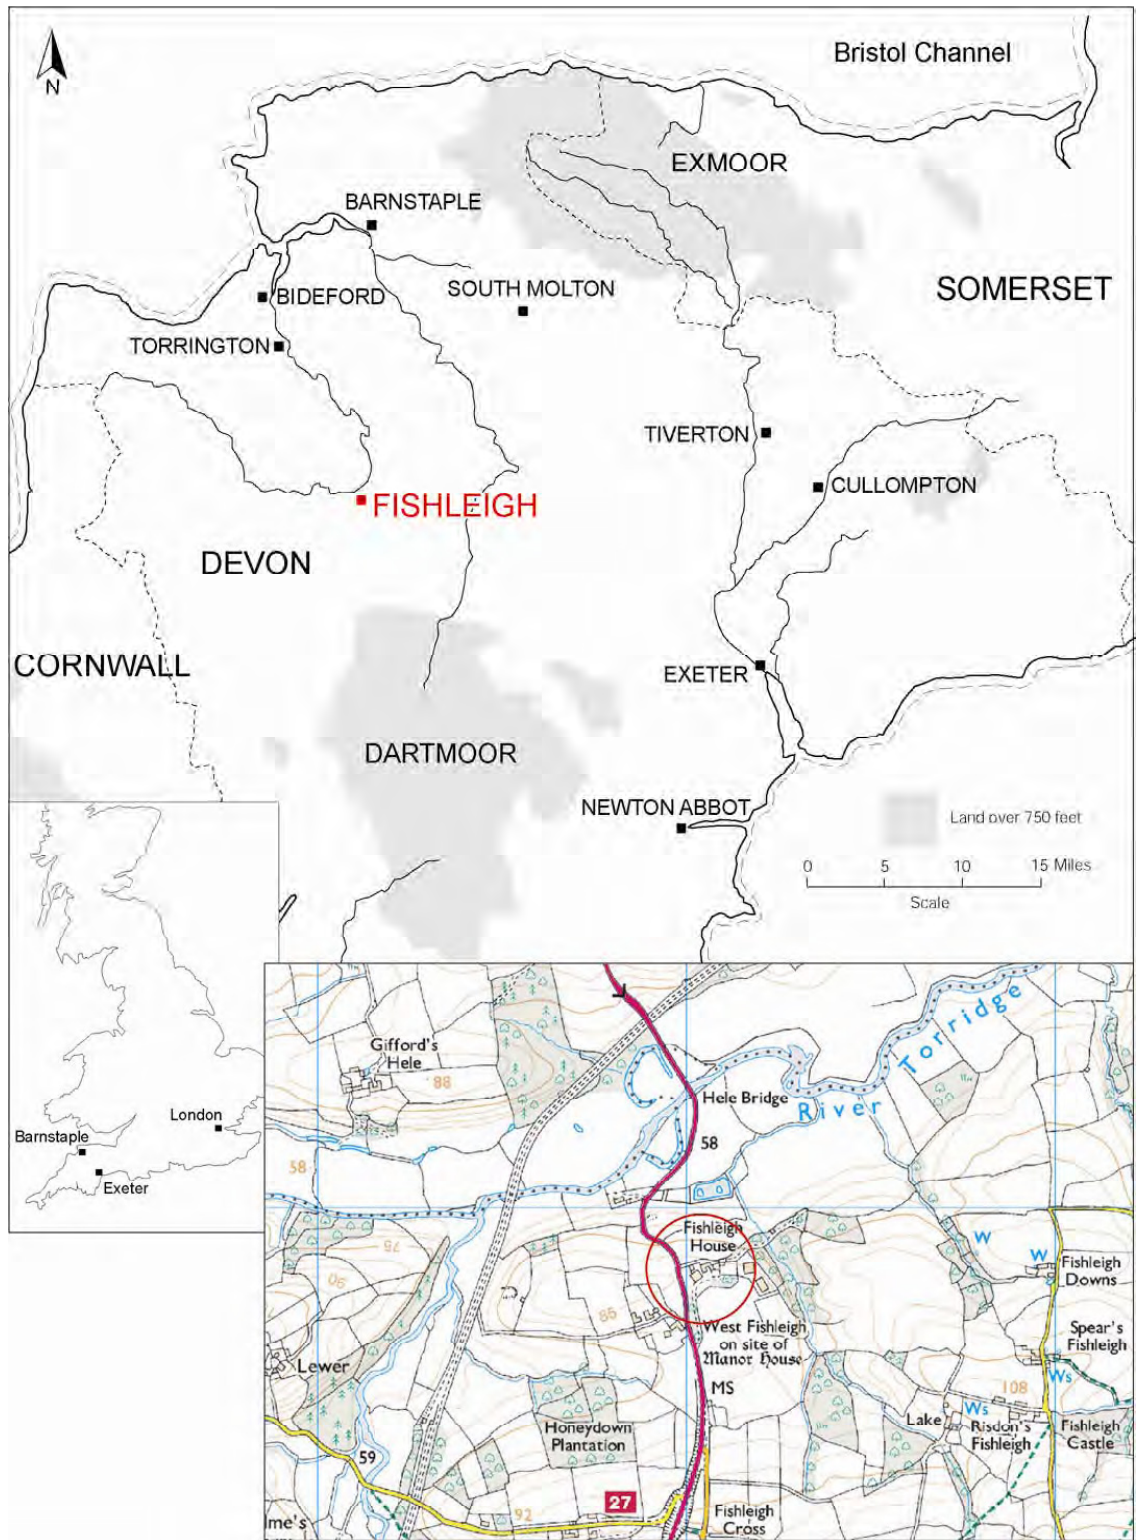 Bristol Channel
N
EXMOOR
BARNSTAPLE
SOUTH MOLTON
SOMERSET
BIDEFORD
TORRINGTON
TIVERTON
CULLOMPTON
FISHLEIGH
DEVON
CORNWALL
EXETER
DARTMOOR
NEWTON ABBOT
Land over 750 feet
0 5 10 15 Miles
Scale
London
Barnstaple
Exeter
Gifford's
Hele
88
Torridge
River
Hele Bridge
58
58
Fishleigh
House
75
90
W
W
Fishleigh
Downs
86
West Fishleigh
on site of
Manor House
Spear's
Fishleigh
Ws
Lewer
MS
108
Ws
Lake
Risdon's
Fishleigh
Fishleigh
Castle
Honeydown
Plantation
59
27
92
Fishleigh
Cross
lme's